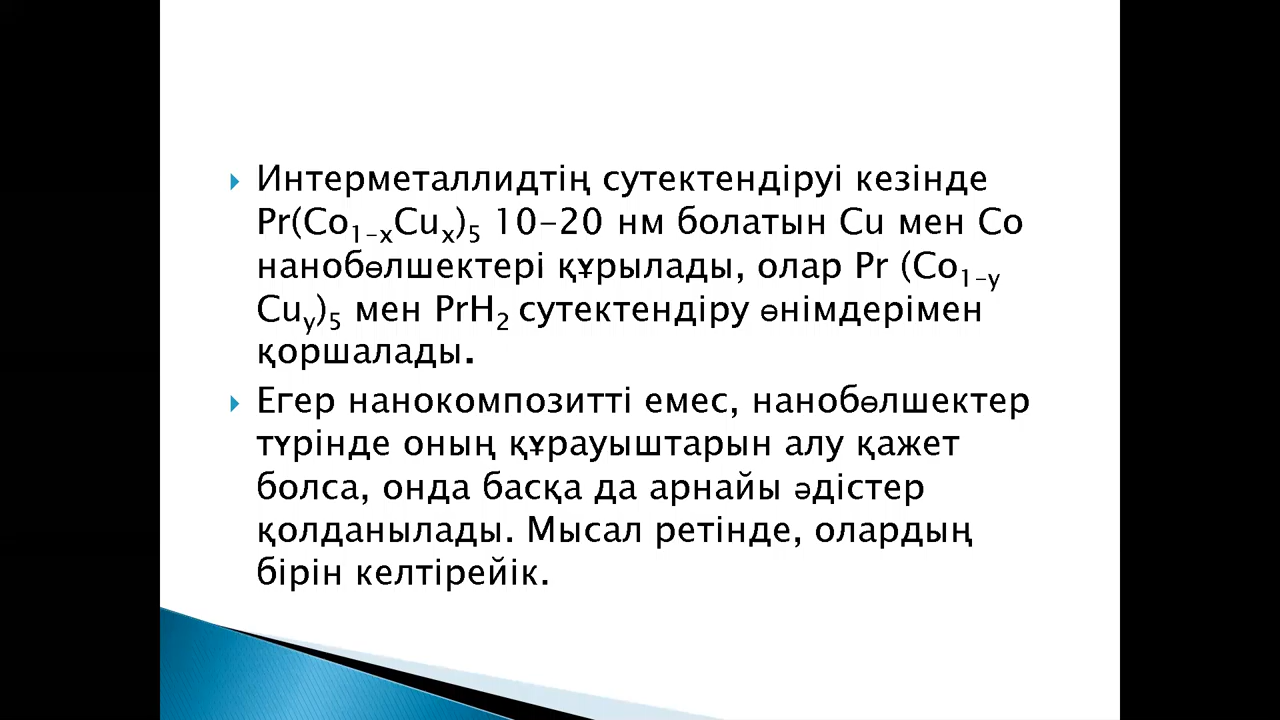 Интерметаллидтің сутектендіруі кезінде
Pr(Co₁₋ₓCuₓ)₅ 10-20 нм болатын Cu мен Co
нанобөлшектері құрылады, олар Pr (Co₁₋y
Cuy)₅ мен PrH₂ сутектендіру өнімдерімен
қоршалады.
Егер нанокомпозитті емес, нанобөлшектер
түрінде оның құрауыштарын алу қажет
болса, онда басқа да арнайы әдістер
қолданылады. Мысал ретінде, олардың
бірін келтірейік.